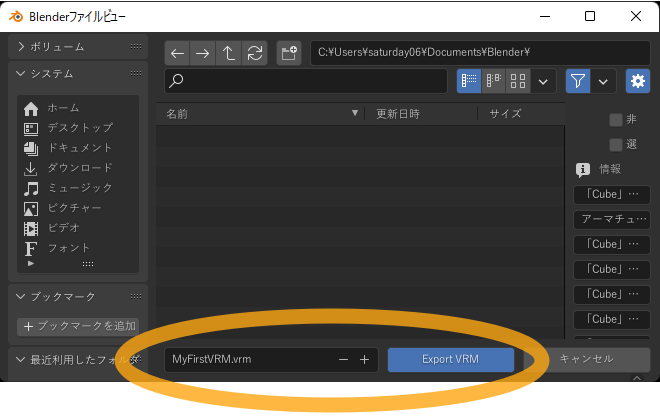 Blenderファイルビュー
ボリューム
システム
ホーム
デスクトップ
ドキュメント
ダウンロード
ミュージック
ピクチャー
ビデオ
フォント
ブックマーク
ブックマークを追加
最近利用したフォルダ
C:¥Users¥saturday06¥Documents¥Blender¥
名前
更新日時
サイズ
MyFirstVRM.vrm
Export VRM
キャンセル
非
選
情報
「Cube」…
アーマチュ…
「Cube」…
「Cube」…
「Cube」…
「Cube」…